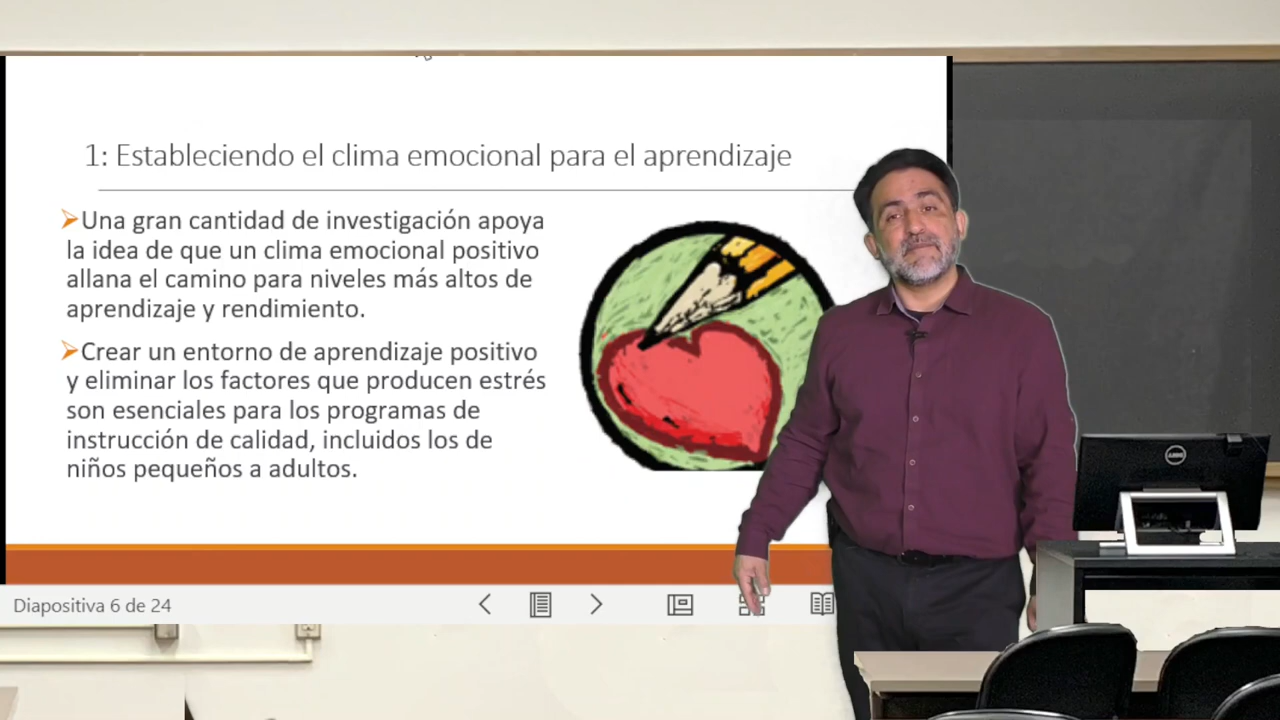 1: Estableciendo el clima emocional para el aprendizaje
Una gran cantidad de investigación apoya
la idea de que un clima emocional positivo
allana el camino para niveles más altos de
aprendizaje y rendimiento.
Crear un entorno de aprendizaje positivo
y eliminar los factores que producen estrés
son esenciales para los programas de
instrucción de calidad, incluidos los de
niños pequeños a adultos.
Diapositiva 6 de 24